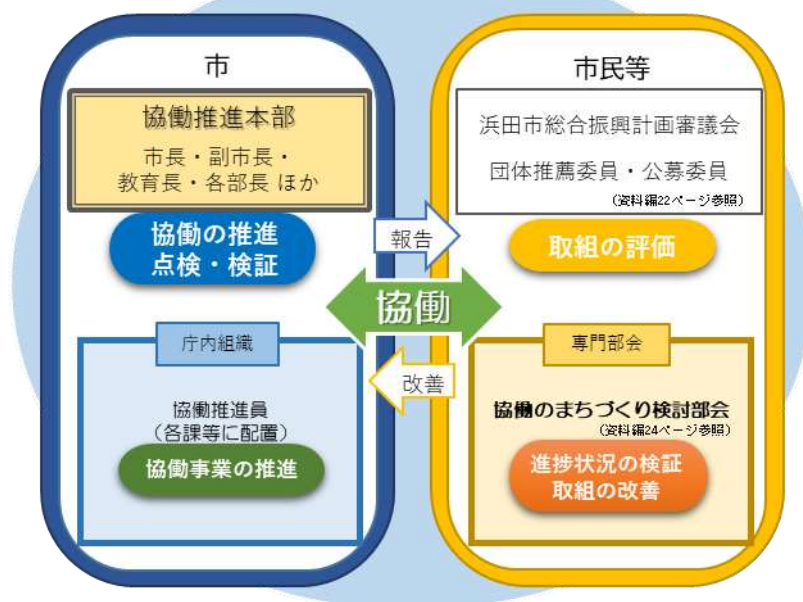 市
協働推進本部
市長・副市長・
教育長・各部長 ほか
協働の推進
点検・検証
庁内組織
協働推進員
（各課等に配置）
協働事業の推進
報告
協働
改善
市民等
浜田市総合振興計画審議会
団体推薦委員・公募委員
（資料編22ページ参照）
取組の評価
専門部会
協働のまちづくり検討部会
（資料編24ページ参照）
進捗状況の検証
取組の改善